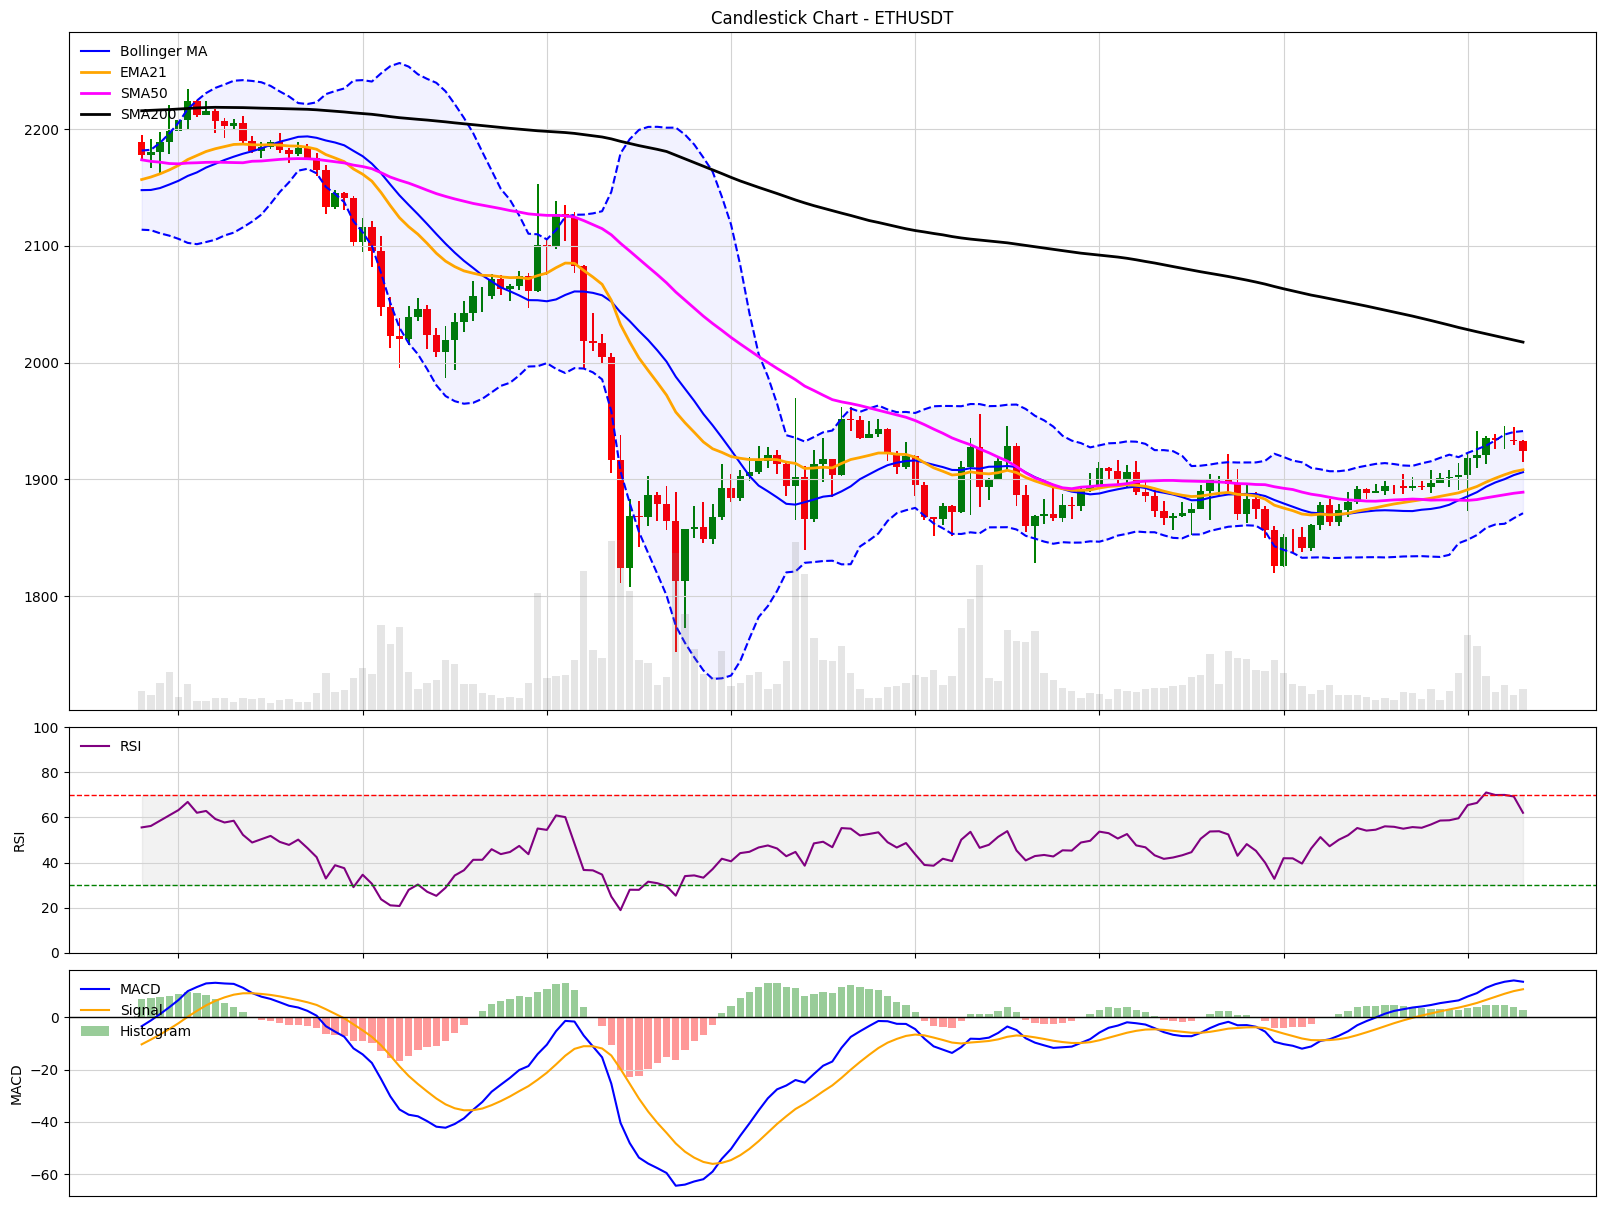 Candlestick Chart - ETHUSDT
Bollinger MA
EMA21
SMA50
SMA200
2200
2100
2000
1900
1800
RSI
100
80
60
40
20
0
RSI
MACD
Signal
Histogram
0
−20
−40
−60
MACD